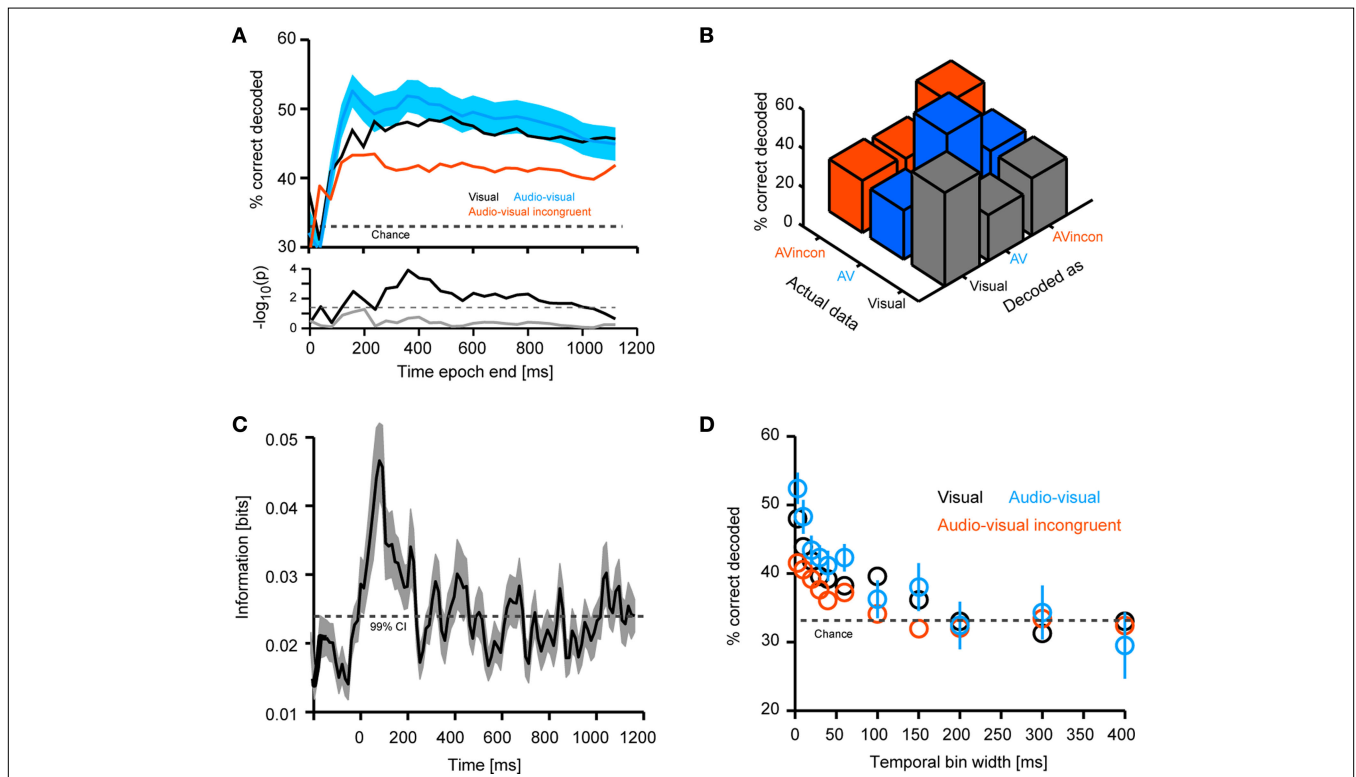 A
60
50
40
30
% correct decoded
Visual Audio-visual
Audio-visual incongruent
Chance
4
2
0
-log10(p)
0 200 400 600 800 1000 1200
Time epoch end [ms]
B
60
40
20
0
% correct decoded
AVincon
AV
Visual
Actual data
Visual
AV
AVincon
Decoded as
C
0.05
0.04
0.03
0.02
0.01
Information [bits]
99% CI
0 200 400 600 800 1000 1200
Time [ms]
D
60
50
40
30
20
% correct decoded
Visual Audio-visual
Audio-visual incongruent
Chance
0 50 100 150 200 250 300 350 400
Temporal bin width [ms]